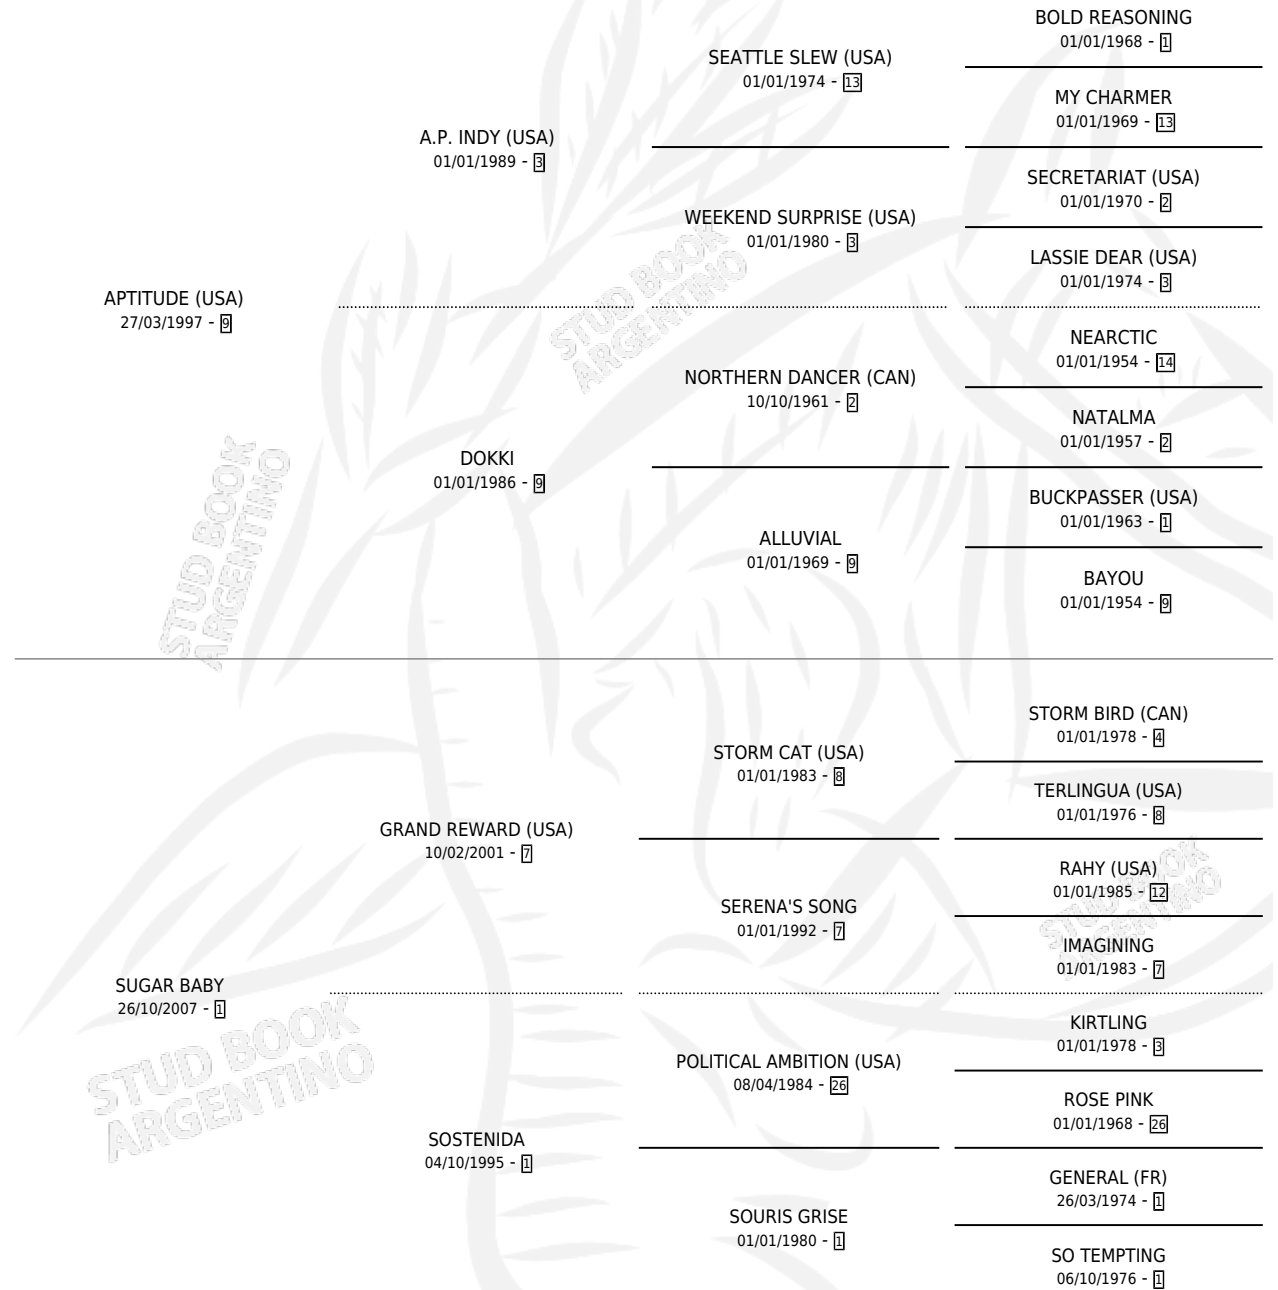 BOLD REASONING
01/01/1968 - 1
SEATTLE SLEW (USA)
01/01/1974 - 13
MY CHARMER
01/01/1969 - 13
A.P. INDY (USA)
01/01/1989 - 3
SECRETARIAT (USA)
01/01/1970 - 2
WEEKEND SURPRISE (USA)
01/01/1980 - 3
LASSIE DEAR (USA)
01/01/1974 - 3
APTITUDE (USA)
27/03/1997 - 9
NEARCTIC
01/01/1954 - 14
NORTHERN DANCER (CAN)
10/10/1961 - 2
NATALMA
01/01/1957 - 2
DOKKI
01/01/1986 - 9
BUCKPASSER (USA)
01/01/1963 - 1
ALLUVIAL
01/01/1969 - 9
BAYOU
01/01/1954 - 9
STORM BIRD (CAN)
01/01/1978 - 4
STORM CAT (USA)
01/01/1983 - 8
TERLINGUA (USA)
01/01/1976 - 8
GRAND REWARD (USA)
10/02/2001 - 7
RAHY (USA)
01/01/1985 - 12
SERENA'S SONG
01/01/1992 - 7
IMAGINING
01/01/1983 - 7
SUGAR BABY
26/10/2007 - 1
KIRTLING
01/01/1978 - 3
POLITICAL AMBITION (USA)
08/04/1984 - 26
ROSE PINK
01/01/1968 - 26
SOSTENIDA
04/10/1995 - 1
GENERAL (FR)
26/03/1974 - 1
SOURIS GRISE
01/01/1980 - 1
SO TEMPTING
06/10/1976 - 1
STUD BOOK
ARGENTINO
STUD BOOK
ARGENTINO
STUD BOOK
ARGENTINO
STUD BOOK
ARGENTINO